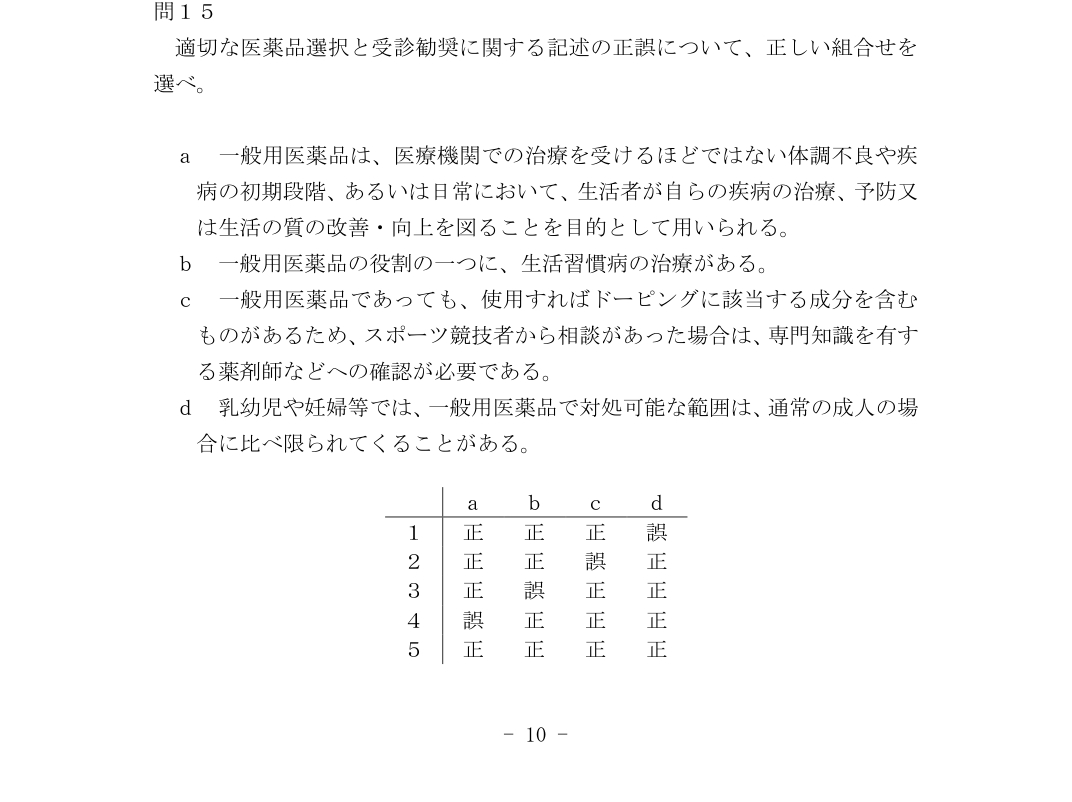 問１５
適切な医薬品選択と受診勧奨に関する記述の正誤について、正しい組合せを
選べ。
a 一般用医薬品は、医療機関での治療を受けるほどではない体調不良や疾
病の初期段階、あるいは日常において、生活者が自らの疾病の治療、予防又
は生活の質の改善・向上を図ることを目的として用いられる。
b 一般用医薬品の役割の一つに、生活習慣病の治療がある。
c 一般用医薬品であっても、使用すればドーピングに該当する成分を含む
ものがあるため、スポーツ競技者から相談があった場合は、専門知識を有す
る薬剤師などへの確認が必要である。
d 乳幼児や妊婦等では、一般用医薬品で対処可能な範囲は、通常の成人の場
合に比べ限られてくることがある。
a b c d
１ 正 正 正 誤
２ 正 正 誤 正
３ 正 誤 正 正
４ 誤 正 正 正
５ 正 正 正 正
- 10 -